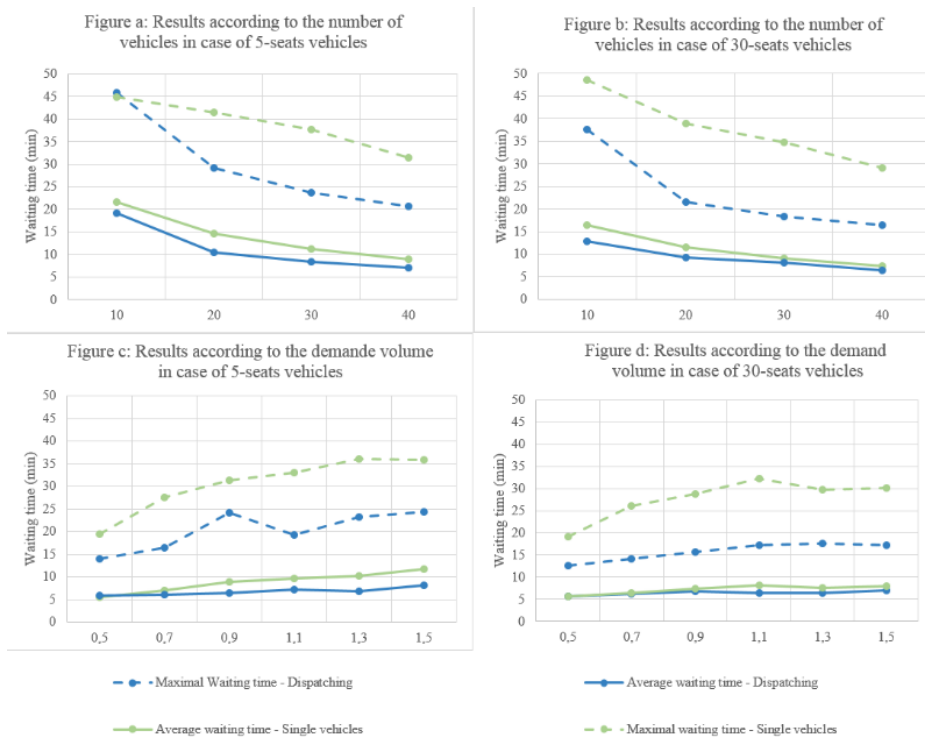 Figure a: Results according to the number of
vehicles in case of 5-seats vehicles
50
45
40
35
30
25
20
15
10
5
0
Waiting time (min)
10 20 30 40
Figure b: Results according to the number of
vehicles in case of 30-seats vehicles
50
45
40
35
30
25
20
15
10
5
0
Waiting time (min)
10 20 30 40
Figure c: Results according to the demande volume
in case of 5-seats vehicles
50
45
40
35
30
25
20
15
10
5
0
Waiting time (min)
0,5 0,7 0,9 1,1 1,3 1,5
Figure d: Results according to the demand
volume in case of 30-seats vehicles
50
45
40
35
30
25
20
15
10
5
0
Waiting time (min)
0,5 0,7 0,9 1,1 1,3 1,5
Maximal Waiting time - Dispatching
Average waiting time - Dispatching
Average waiting time - Single vehicles
Maximal waiting time - Single vehicles